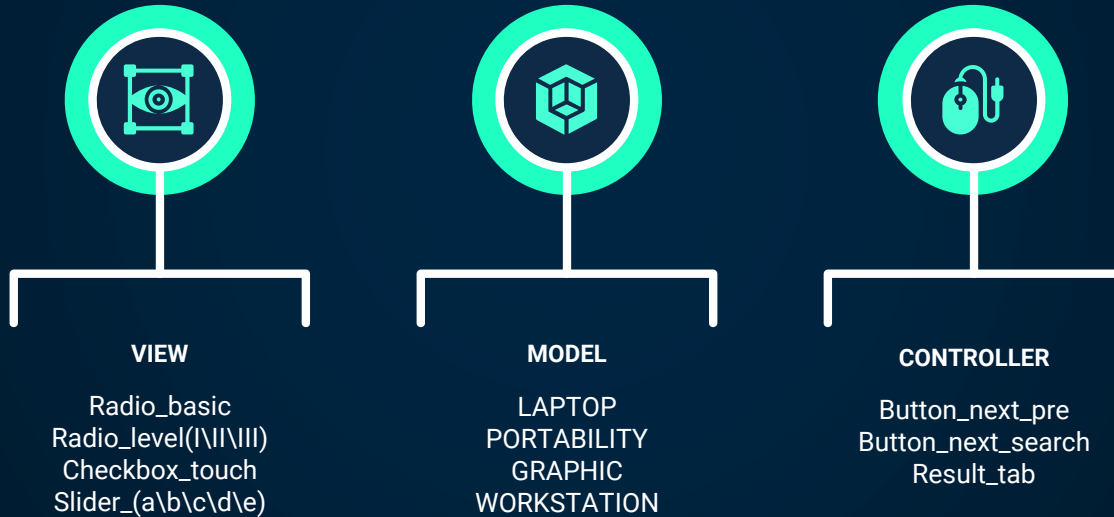 VIEW
Radio_basic
Radio_level(I\II\III)
Checkbox_touch
Slider_(a\b\c\d\e)
MODEL
LAPTOP
PORTABILITY
GRAPHIC
WORKSTATION
CONTROLLER
Button_next_pre
Button_next_search
Result_tab